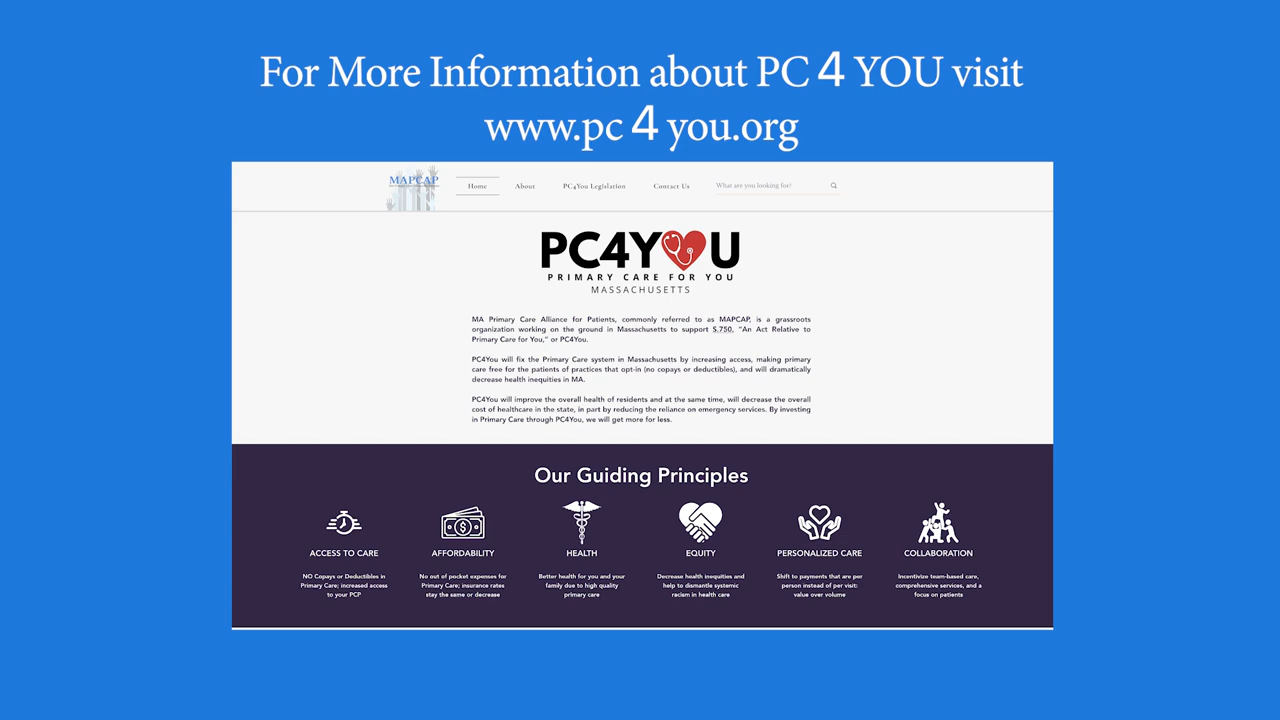 For More Information about PC 4 YOU visit
www.pc 4 you.org
MAPCAP
Home About PC4You Legislation Contact Us What are you looking for?
PC4Y U
PRIMARY CARE FOR YOU
MASSACHUSETTS
MA Primary Care Alliance for Patients, commonly referred to as MAPCAP, is a grassroots
organization working on the ground in Massachusetts to support S.750, "An Act Relative to
Primary Care for You," or PC4You.
PC4You will fix the Primary Care system in Massachusetts by increasing access, making primary
care free for the patients of practices that opt-in (no copays or deductibles), and will dramatically
decrease health inequities in MA.
PC4You will improve the overall health of residents and at the same time, will decrease the overall
cost of healthcare in the state, in part by reducing the reliance on emergency services. By investing
in Primary Care through PC4You, we will get more for less.
Our Guiding Principles
ACCESS TO CARE
NO Copays or Deductibles in
Primary Care; increased access
to your PCP
AFFORDABILITY
No out of pocket expenses for
Primary Care; insurance rates
stay the same or decrease
HEALTH
Better health for you and your
family due to high quality
primary care
EQUITY
Decrease health inequities and
help to dismantle systemic
racism in health care
PERSONALIZED CARE
Shift to payments that are per
person instead of per visit:
value over volume
COLLABORATION
Incentivize team-based care,
comprehensive services, and a
focus on patients